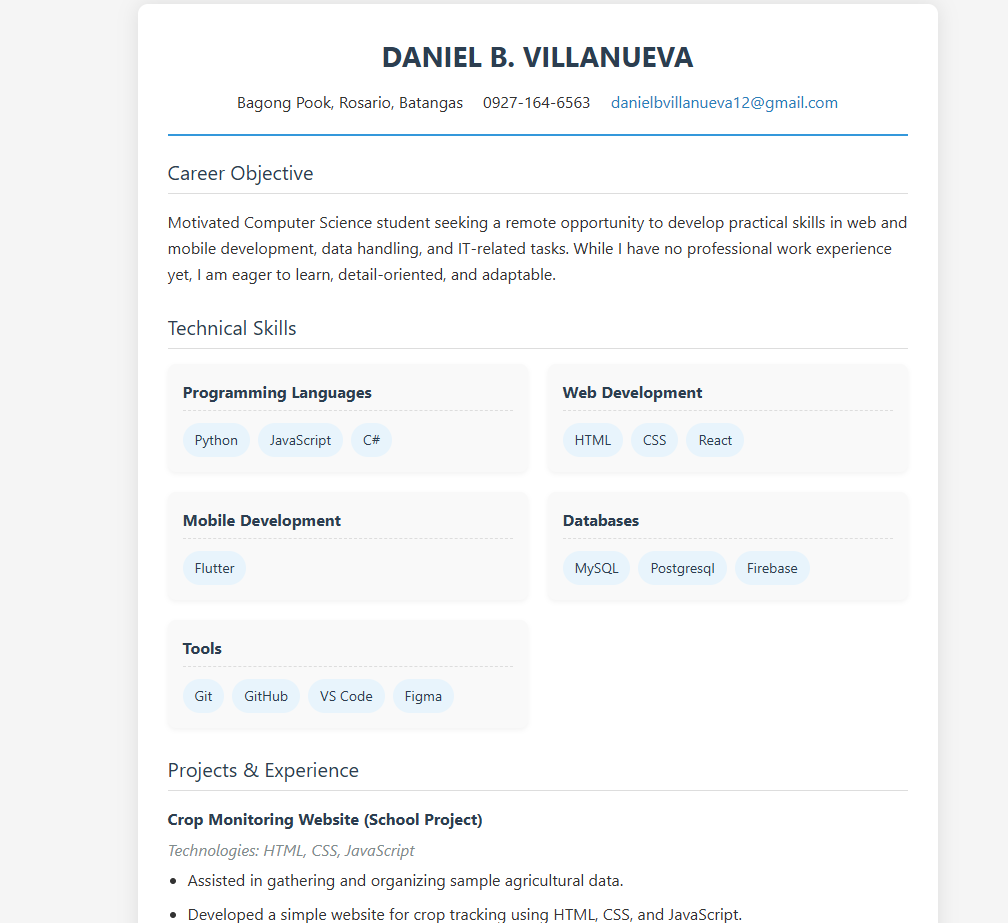 DANIEL B. VILLANUEVA
Bagong Pook, Rosario, Batangas 0927-164-6563 danielbvillanueva12@gmail.com
Career Objective
Motivated Computer Science student seeking a remote opportunity to develop practical skills in web and
mobile development, data handling, and IT-related tasks. While I have no professional work experience
yet, I am eager to learn, detail-oriented, and adaptable.
Technical Skills
Programming Languages
Python JavaScript C#
Web Development
HTML CSS React
Mobile Development
Flutter
Databases
MySQL Postgresql Firebase
Tools
Git GitHub VS Code Figma
Projects & Experience
Crop Monitoring Website (School Project)
Technologies: HTML, CSS, JavaScript
• Assisted in gathering and organizing sample agricultural data.
• Developed a simple website for crop tracking using HTML, CSS, and JavaScript.